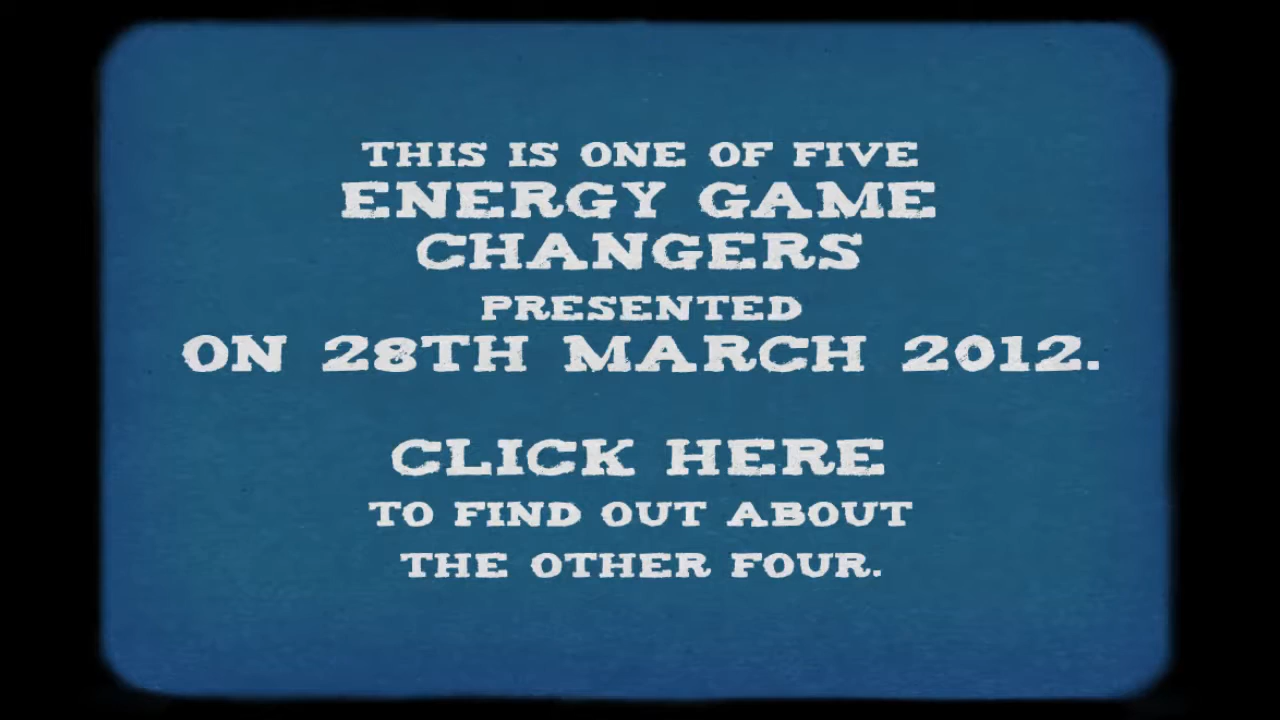 THIS IS ONE OF FIVE
ENERGY GAME
CHANGERS
PRESENTED
ON 28TH MARCH 2012.
CLICK HERE
TO FIND OUT ABOUT
THE OTHER FOUR.